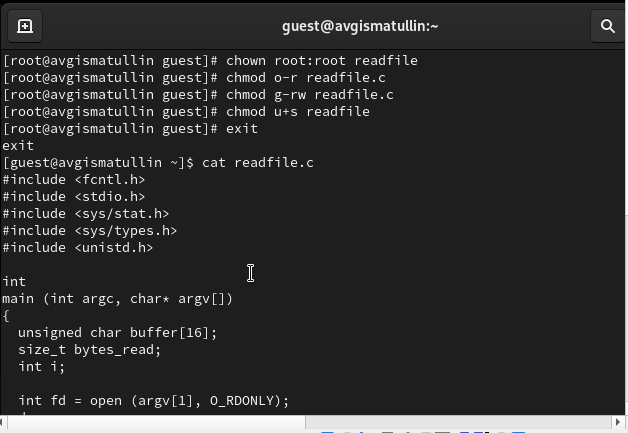 guest@avgismatullin:~
[root@avgismatullin guest]# chown root:root readfile
[root@avgismatullin guest]# chmod o-r readfile.c
[root@avgismatullin guest]# chmod g-rw readfile.c
[root@avgismatullin guest]# chmod u+s readfile
[root@avgismatullin guest]# exit
exit
[guest@avgismatullin ~]$ cat readfile.c
#include <fcntl.h>
#include <stdio.h>
#include <sys/stat.h>
#include <sys/types.h>
#include <unistd.h>
int
main (int argc, char* argv[])
{
  unsigned char buffer[16];
  size_t bytes_read;
  int i;
  int fd = open (argv[1], O_RDONLY);